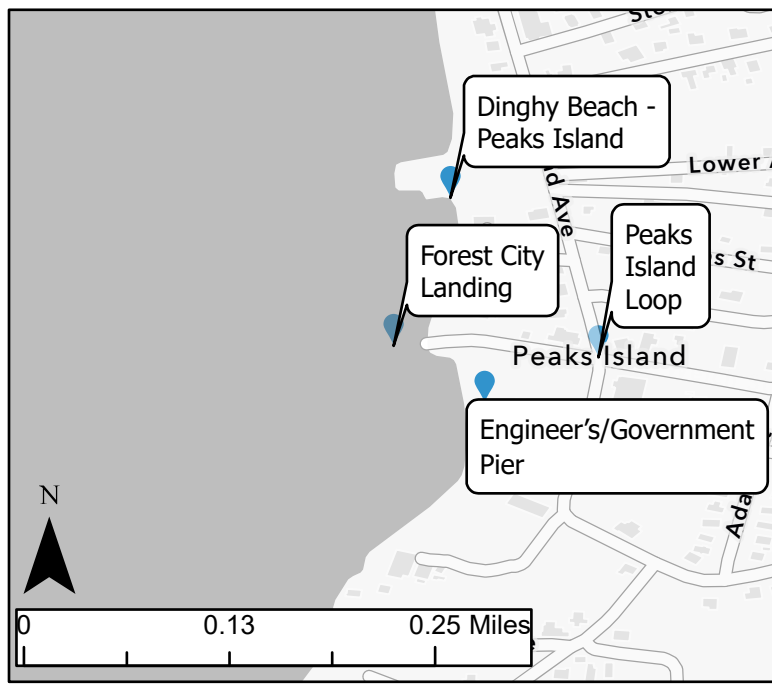 Dinghy Beach -
Peaks Island
Lower
Ave
Forest City
Landing
Peaks
Island
Loop
St
Peaks Island
Engineer's/Government
Pier
N
0 0.13 0.25 Miles